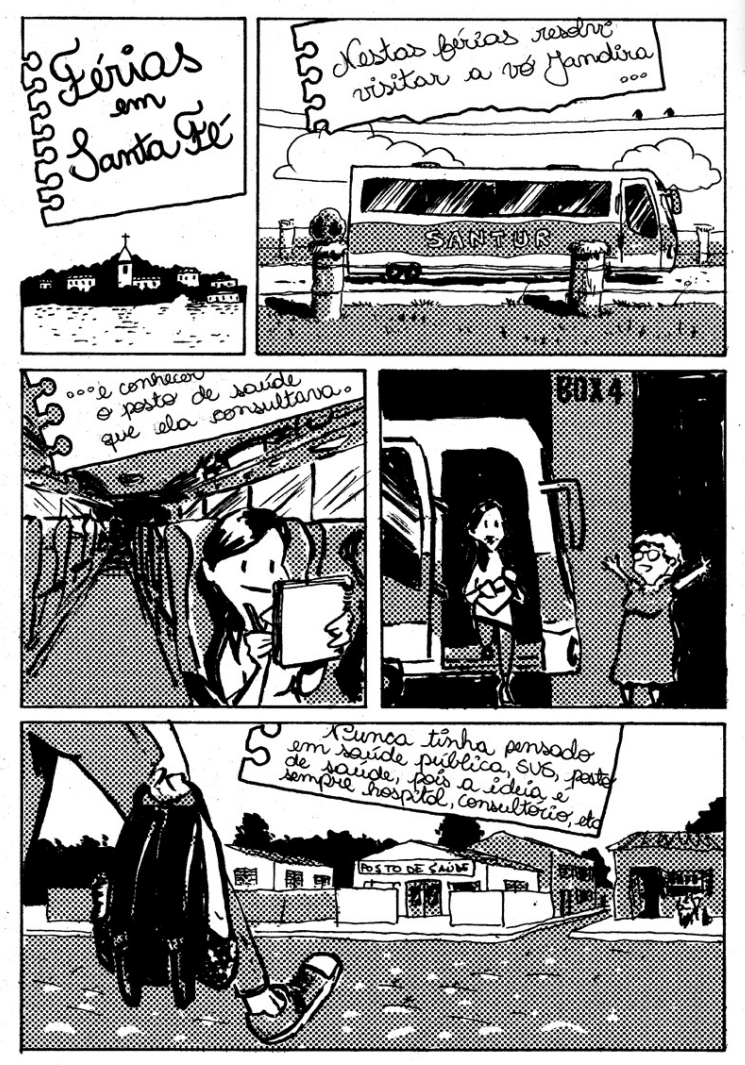 Férias
em
Santa Fé
Nestas férias resolvi
visitar a vó Jandira
...
SANTUR
...e conhecer
o posto de saúde
que ela consultava.
BOX 4
Nunca tinha pensado
em saúde pública, SUS, posto
de saúde, pois a ideia é
sempre hospital, consultório, etc
POSTO DE SAÚDE